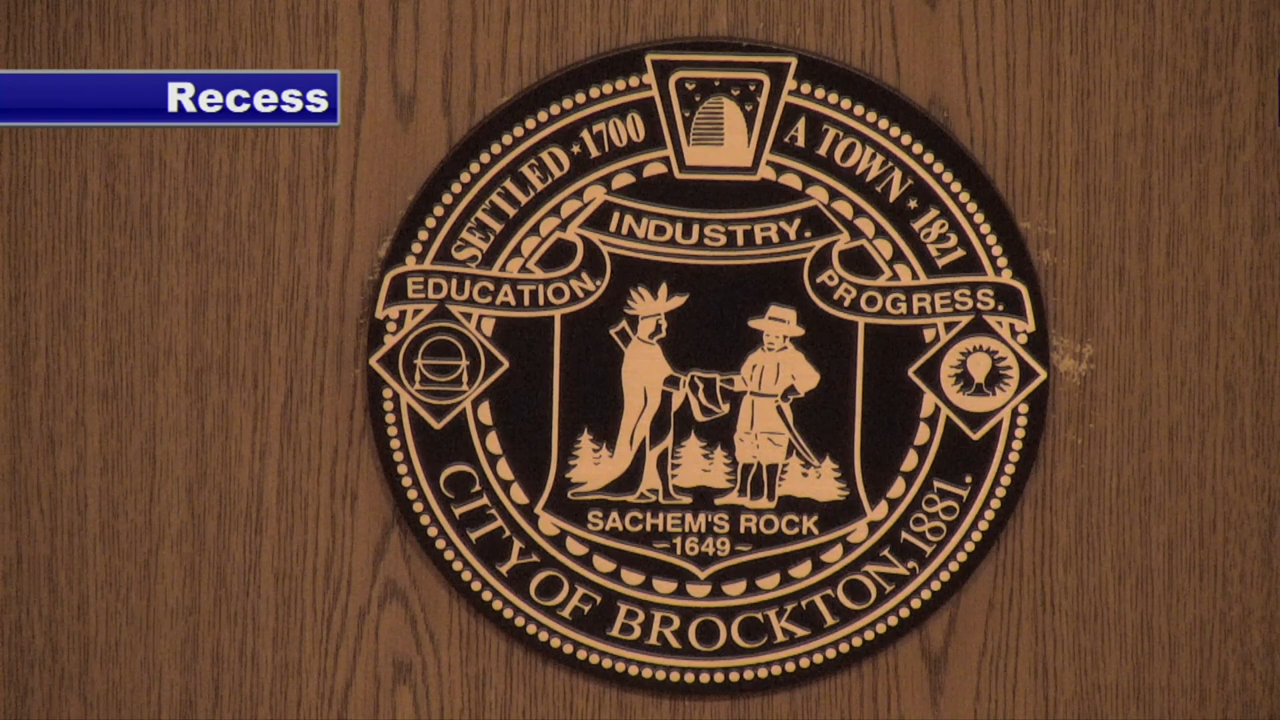 Recess
SETTLED ★ 1700
A TOWN ★ 1821
INDUSTRY.
EDUCATION.
PROGRESS.
SACHEM'S ROCK
~1649~
CITY OF BROCKTON, 1881.